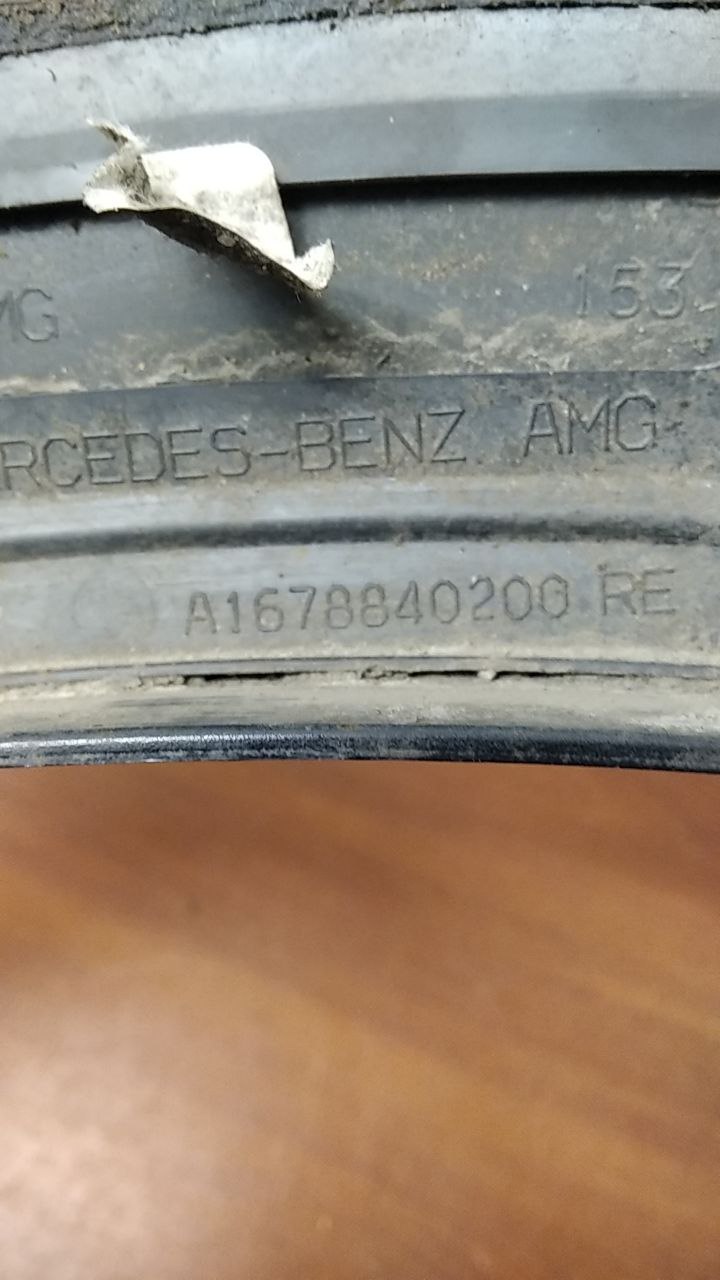 MG 153
RCEDES-BENZ AMG
A1678840200 RE